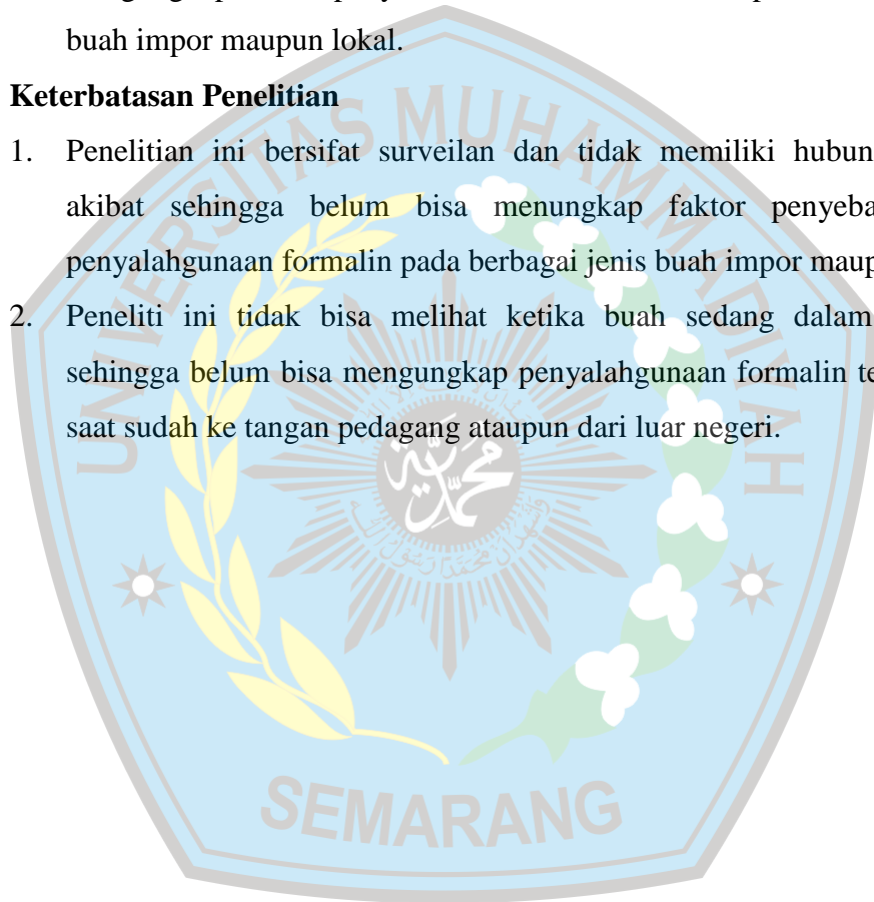 buah impor maupun lokal.
Keterbatasan Penelitian
1. Penelitian ini bersifat surveilan dan tidak memiliki hubun
akibat sehingga belum bisa menungkap faktor penyeba
penyalahgunaan formalin pada berbagai jenis buah impor maup
2. Peneliti ini tidak bisa melihat ketika buah sedang dalam
sehingga belum bisa mengungkap penyalahgunaan formalin te
saat sudah ke tangan pedagang ataupun dari luar negeri.
UNIVERSITAS MUHAMMADIYAH
محمدية
SEMARANG